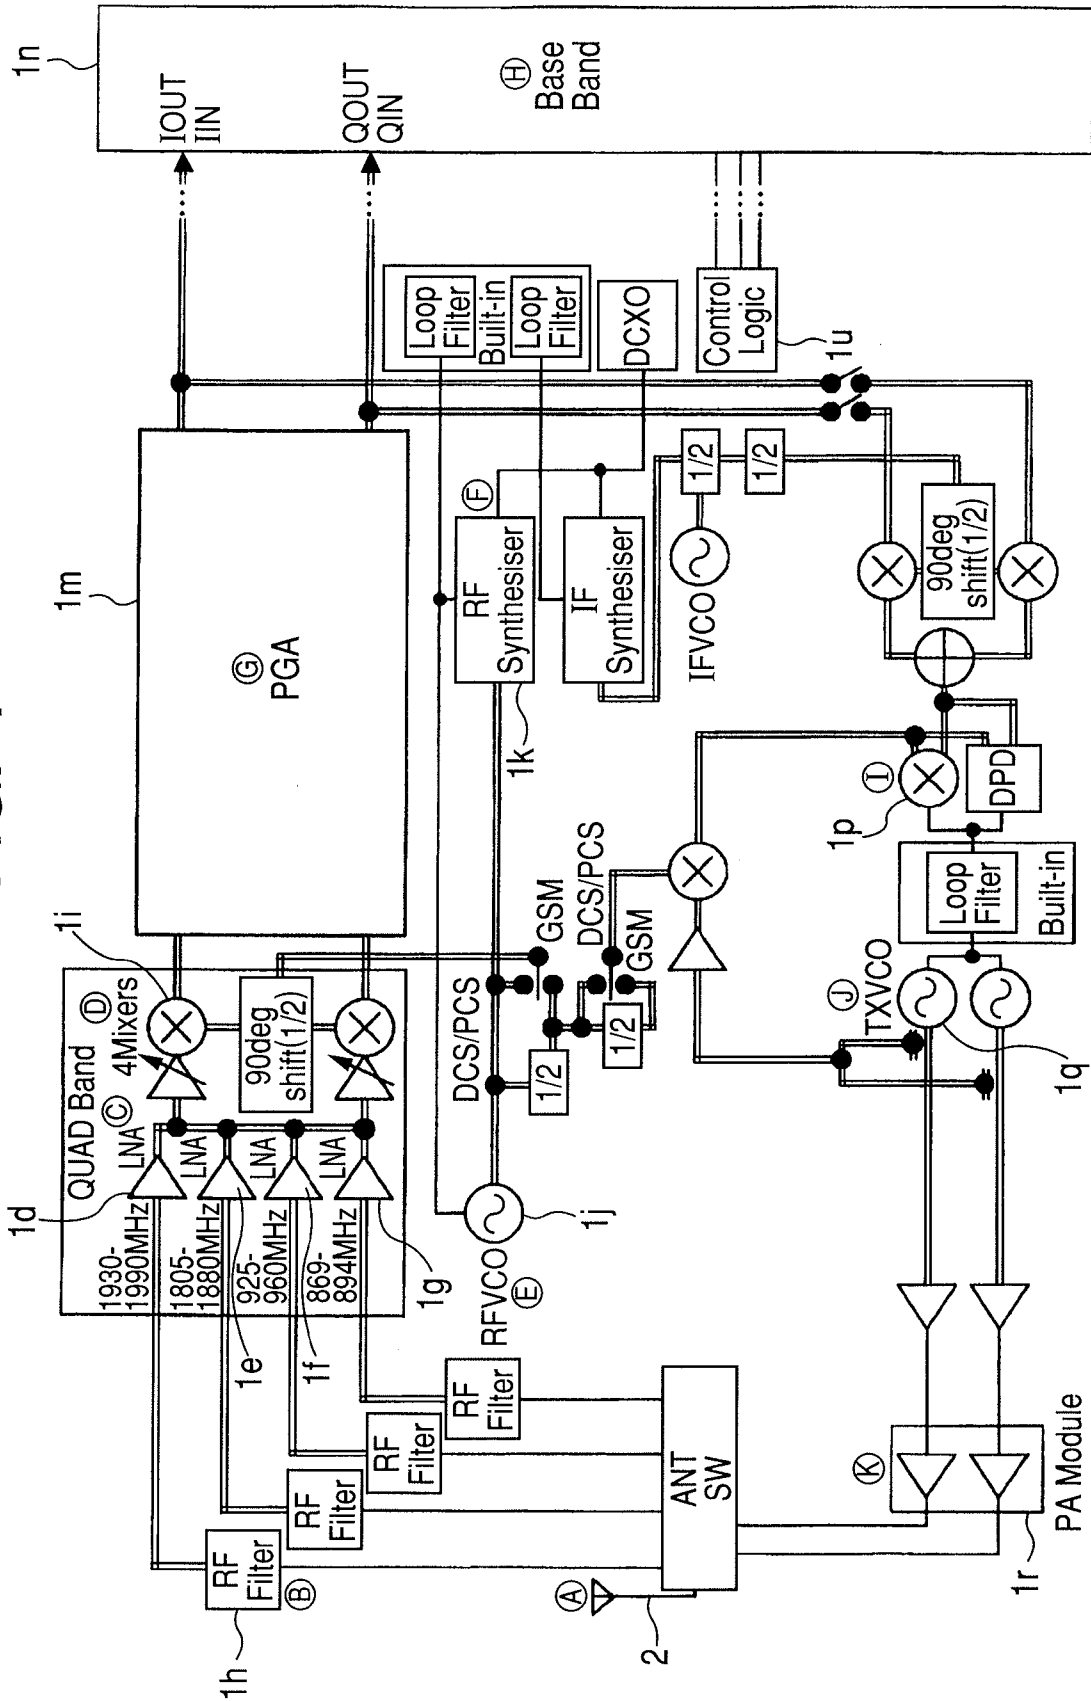 1h
RF
Filter
Ⓑ
RF
Filter
RF
Filter
RF
Filter
Ⓐ
2
ANT
SW
1d
QUAD Band
1930-
1990MHz
LNA
Ⓒ
1805-
1880MHz
LNA
925-
960MHz
LNA
869-
894MHz
LNA
1e
1f
1g
4Mixers
Ⓓ
1i
90deg
shift(1/2)
1m
Ⓖ
PGA
1n
IOUT
IIN
QOUT
QIN
Ⓗ
Base
Band
RFVCO
Ⓔ
1j
DCS/PCS
GSM
1/2
1/2
DCS/PCS
GSM
1k
RF
Synthesiser
Ⓕ
IF
Synthesiser
Loop
Filter
Built-in
Loop
Filter
DCXO
IFVCO
1/2
1/2
Control
Logic
1u
90deg
shift(1/2)
Ⓘ
1p
DPD
Loop
Filter
Built-in
Ⓙ
TXVCO
1q
Ⓚ
1r
PA Module